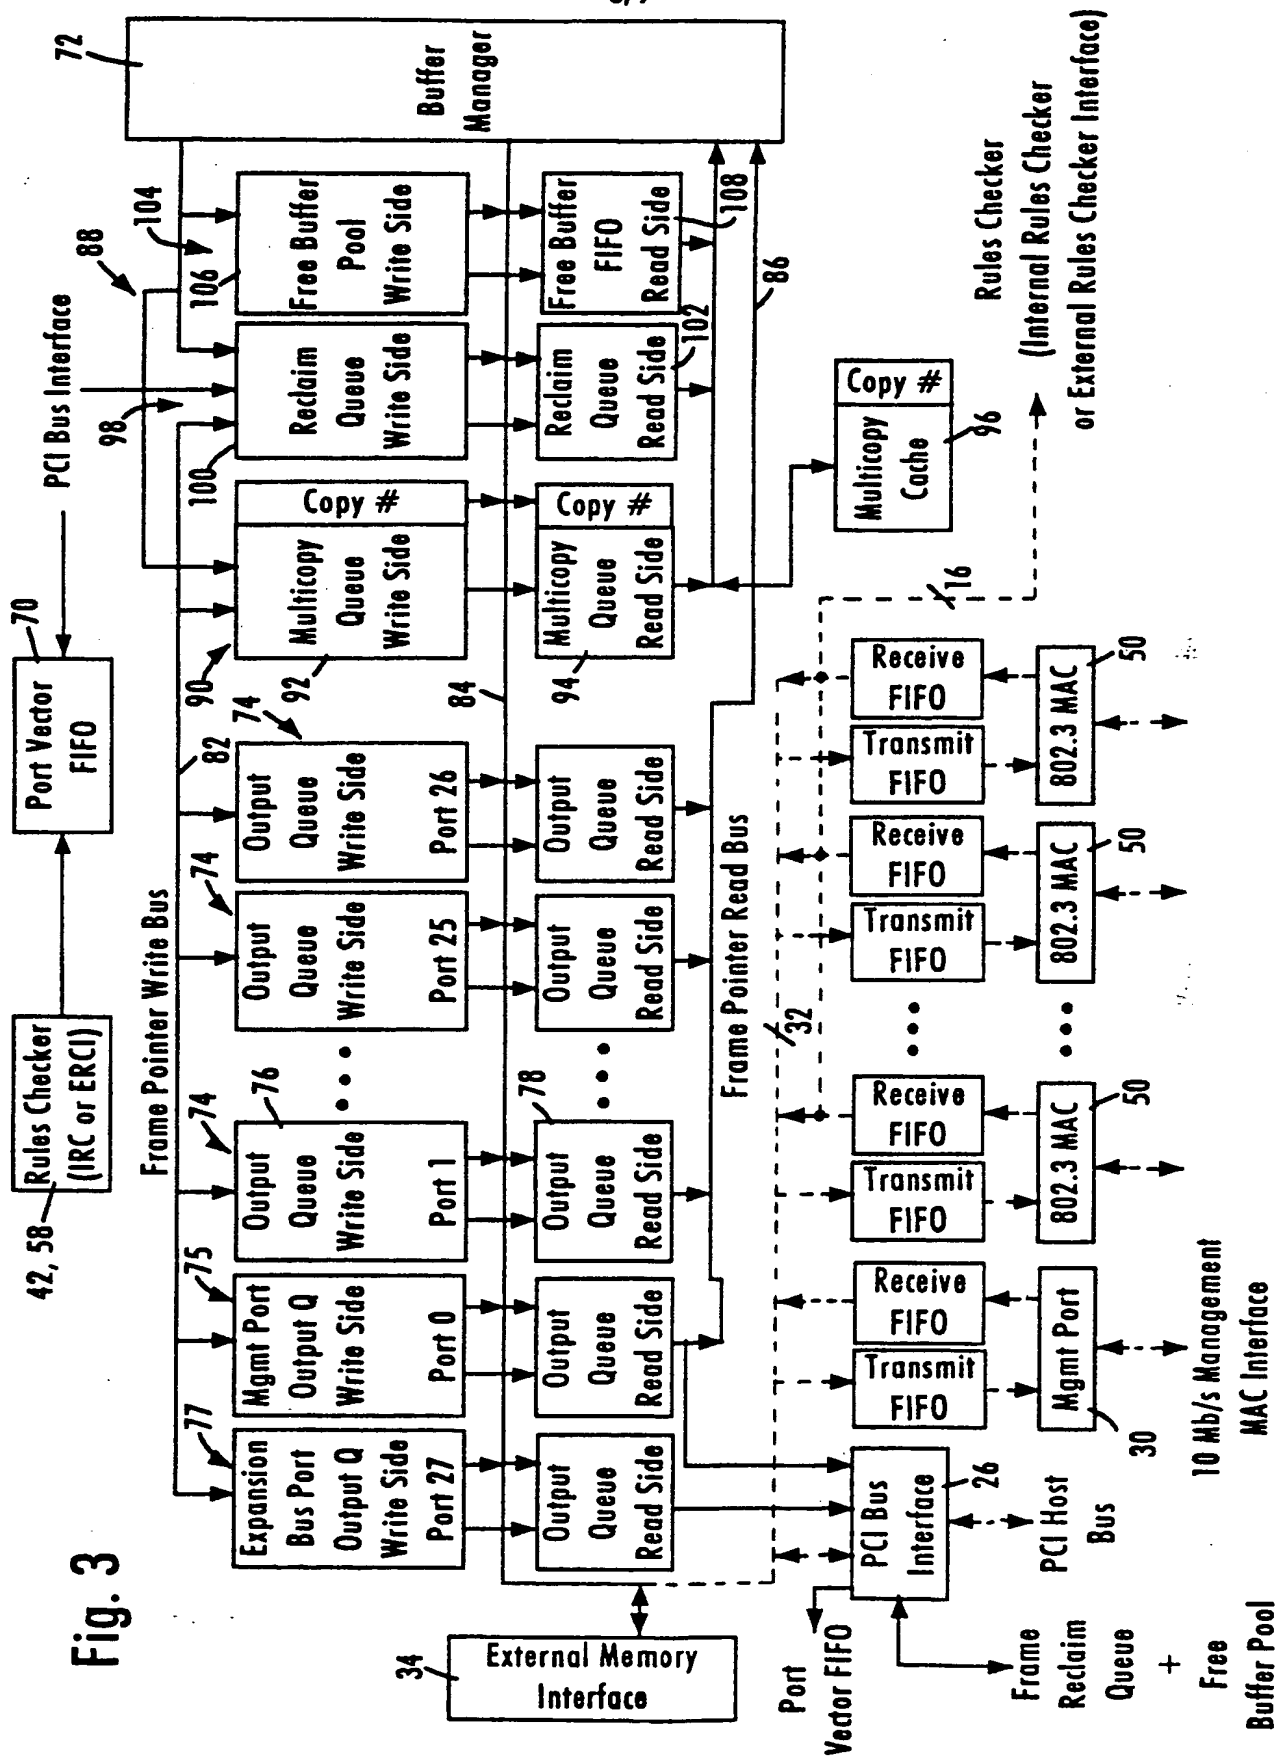 Fig. 3
42, 58
Rules Checker
(IRC or ERCI)
70
Port Vector
FIFO
PCI Bus Interface
72
Buffer
Manager
Frame Pointer Write Bus
82
88
98
104
77
Expansion
Bus Port
Output Q
Write Side
Port 27
75
Mgmt Port
Output Q
Write Side
Port 0
74
76
Output
Queue
Write Side
Port 1
• • •
74
Output
Queue
Write Side
Port 25
74
Output
Queue
Write Side
Port 26
90
92
Multicopy
Queue
Write Side
Copy #
100
Reclaim
Queue
Write Side
106
Free Buffer
Pool
Write Side
84
Output
Queue
Read Side
Output
Queue
Read Side
78
Output
Queue
Read Side
• • •
Output
Queue
Read Side
Output
Queue
Read Side
94
Multicopy
Queue
Read Side
Copy #
Reclaim
Queue
Read Side
102
Free Buffer
FIFO
Read Side
108
86
Frame Pointer Read Bus
34
External Memory
Interface
32
16
Multicopy
Cache
Copy #
96
Rules Checker
(Internal Rules Checker
or External Rules Checker Interface)
Port
Vector FIFO
PCI Bus
Interface
26
PCI Host
Bus
Frame
Reclaim
Queue
+
Free
Buffer Pool
Transmit
FIFO
Receive
FIFO
Mgmt Port
30
10 Mb/s Management
MAC Interface
Transmit
FIFO
Receive
FIFO
802.3 MAC
50
• • •
• • •
Transmit
FIFO
Receive
FIFO
802.3 MAC
50
Transmit
FIFO
Receive
FIFO
802.3 MAC
50